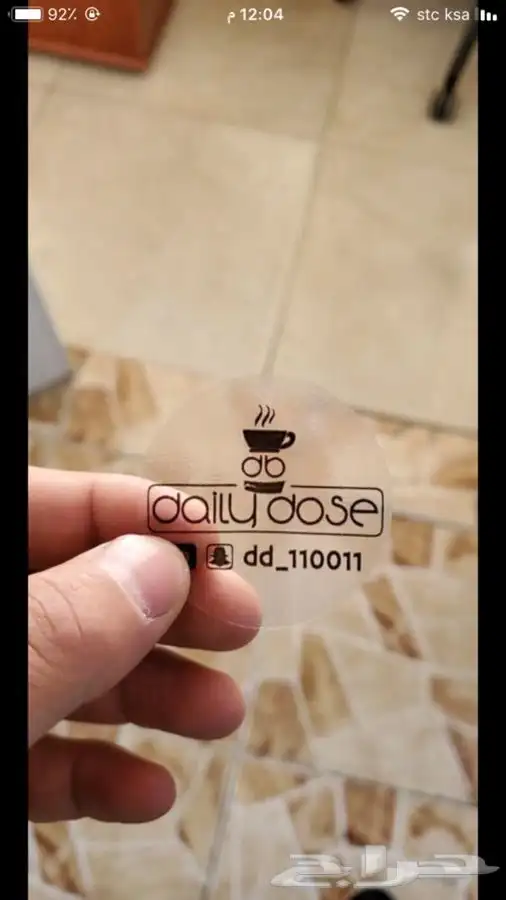 92٪ 12:04 م stc ksa
db
daily dose
dd_110011
حراج